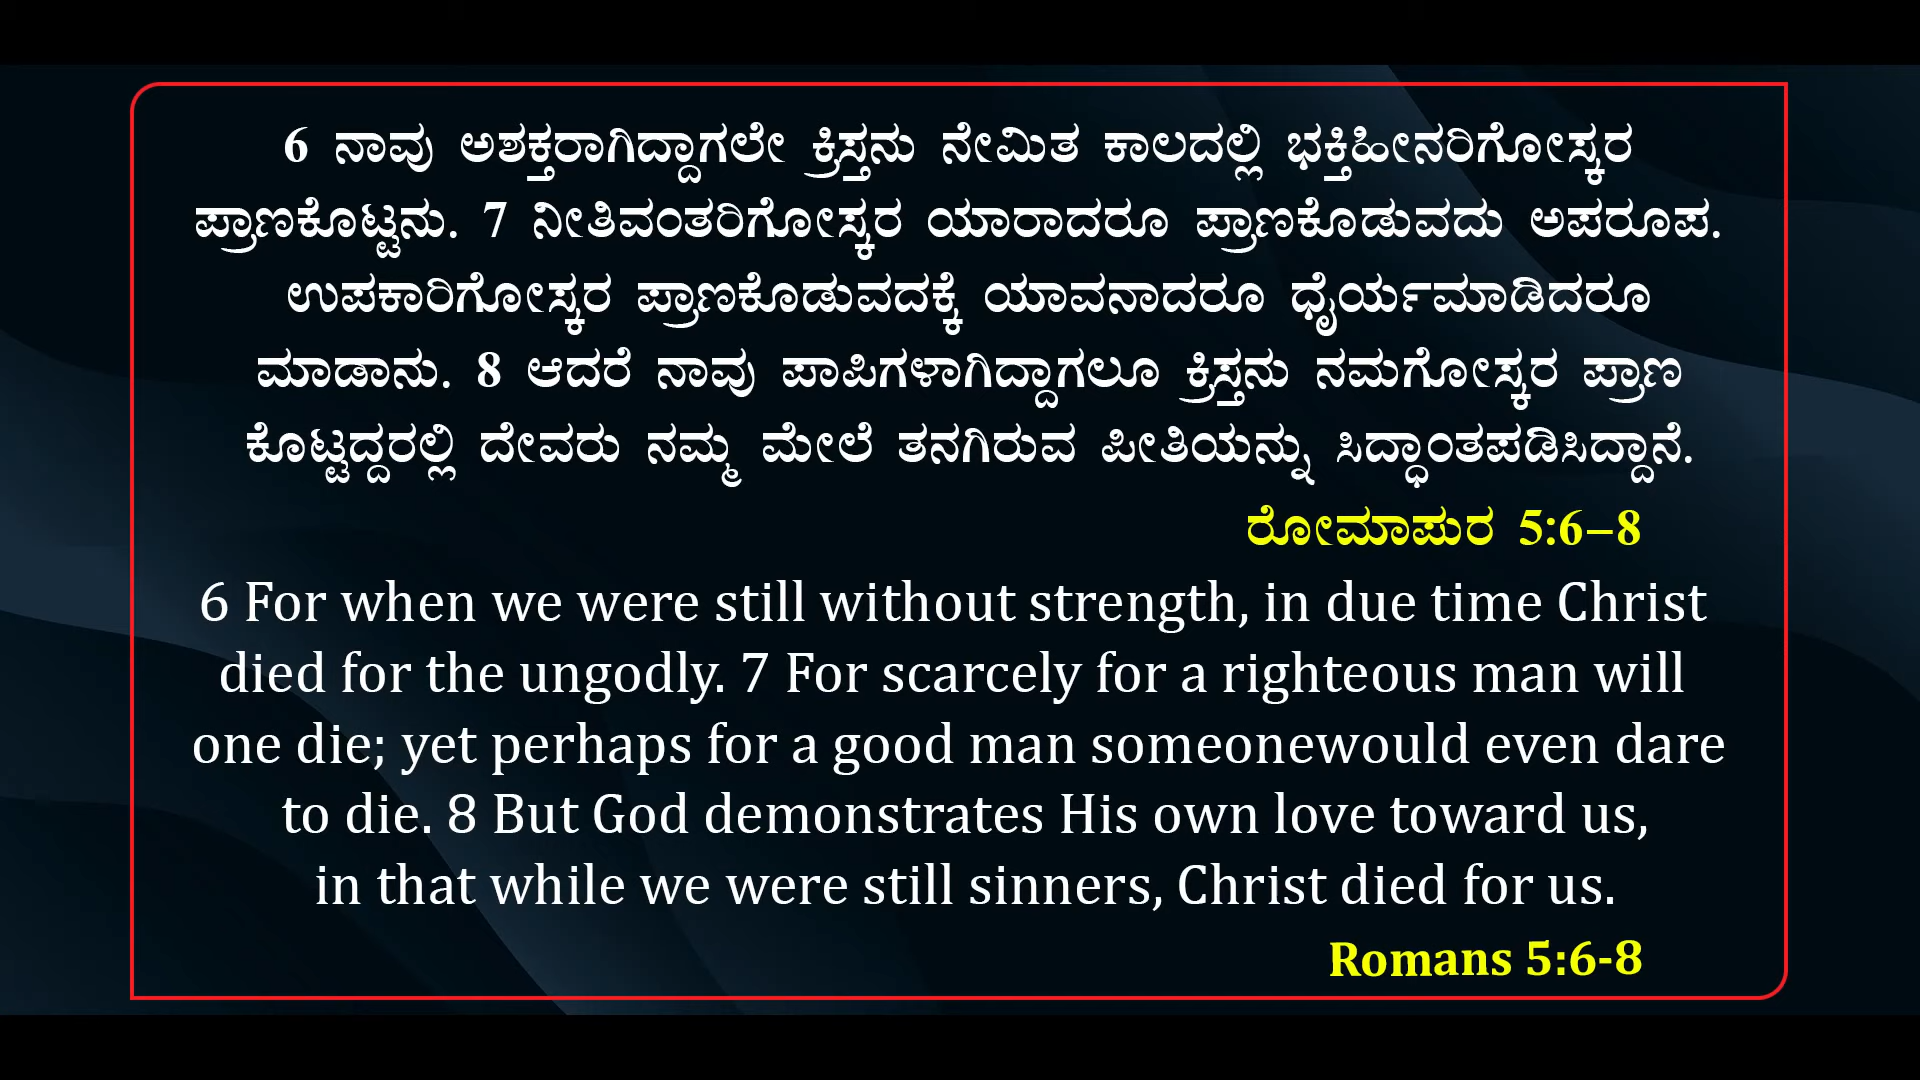 6 ನಾವು ಅಶಕ್ತರಾಗಿದ್ದಾಗಲೇ ಕ್ರಿಸ್ತನು ನೇಮಿತ ಕಾಲದಲ್ಲಿ ಭಕ್ತಿಹೀನರಿಗೋಸ್ಕರ
ಪ್ರಾಣಕೊಟ್ಟನು. 7 ನೀತಿವಂತರಿಗೋಸ್ಕರ ಯಾರಾದರೂ ಪ್ರಾಣಕೊಡುವದು ಅಪರೂಪ.
ಉಪಕಾರಿಗೋಸ್ಕರ ಪ್ರಾಣಕೊಡುವದಕ್ಕೆ ಯಾವನಾದರೂ ಧೈರ್ಯಮಾಡಿದರೂ
ಮಾಡಾನು. 8 ಆದರೆ ನಾವು ಪಾಪಿಗಳಾಗಿದ್ದಾಗಲೂ ಕ್ರಿಸ್ತನು ನಮಗೋಸ್ಕರ ಪ್ರಾಣ
ಕೊಟ್ಟದ್ದರಲ್ಲಿ ದೇವರು ನಮ್ಮ ಮೇಲೆ ತನಗಿರುವ ಪೀತಿಯನ್ನು ಸಿದ್ಧಾಂತಪಡಿಸಿದ್ದಾನೆ.
ರೋಮಾಪುರ 5:6–8
6 For when we were still without strength, in due time Christ
died for the ungodly. 7 For scarcely for a righteous man will
one die; yet perhaps for a good man someonewould even dare
to die. 8 But God demonstrates His own love toward us,
in that while we were still sinners, Christ died for us.
Romans 5:6-8